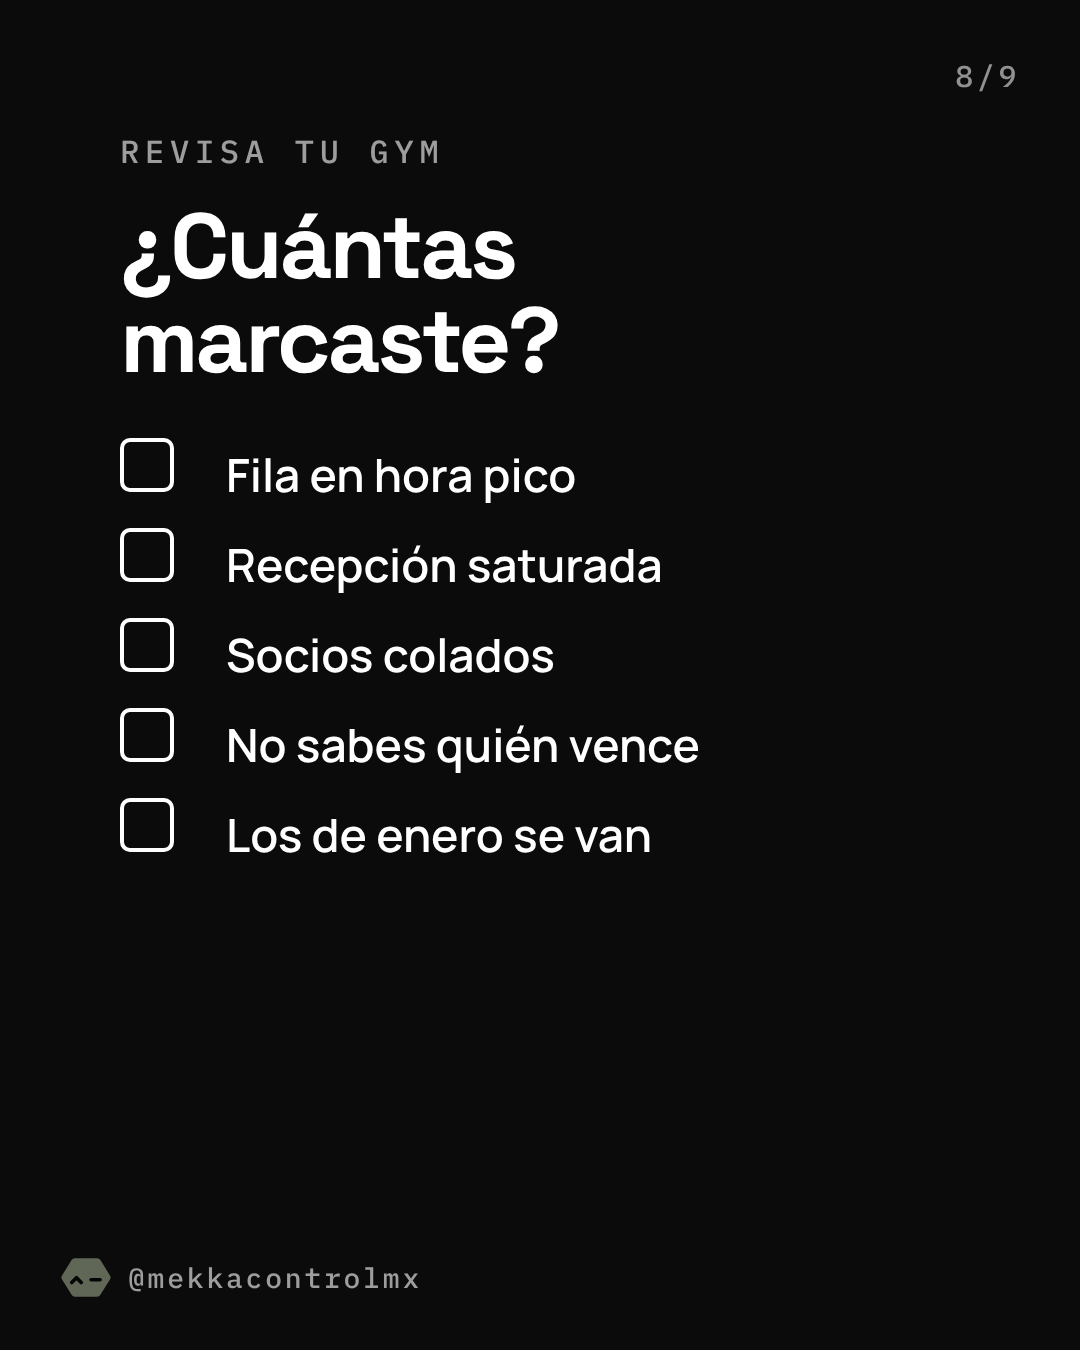 8/9
REVISA TU GYM
¿Cuántas
marcaste?
Fila en hora pico
Recepción saturada
Socios colados
No sabes quién vence
Los de enero se van
@mekkacontrolmx